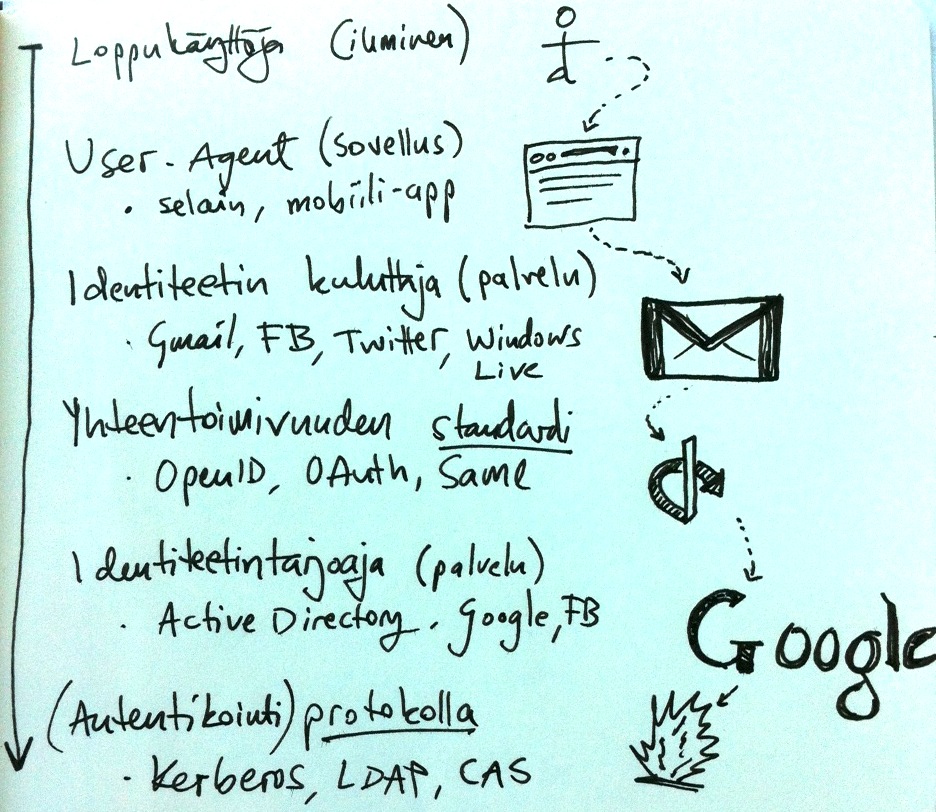 Loppukäyttäjä (ihminen)
User-Agent (sovellus)
· selain, mobiili-app
Identiteetin kuluttaja (palvelu)
· Gmail, FB, Twitter, Windows
Live
Yhteentoimivuuden standardi
· OpenID, OAuth, Same
Identiteetintarjoaja (palvelu)
· Active Directory, Google, FB
Google
(Autentikointi) protokolla
· Kerberos, LDAP, CAS